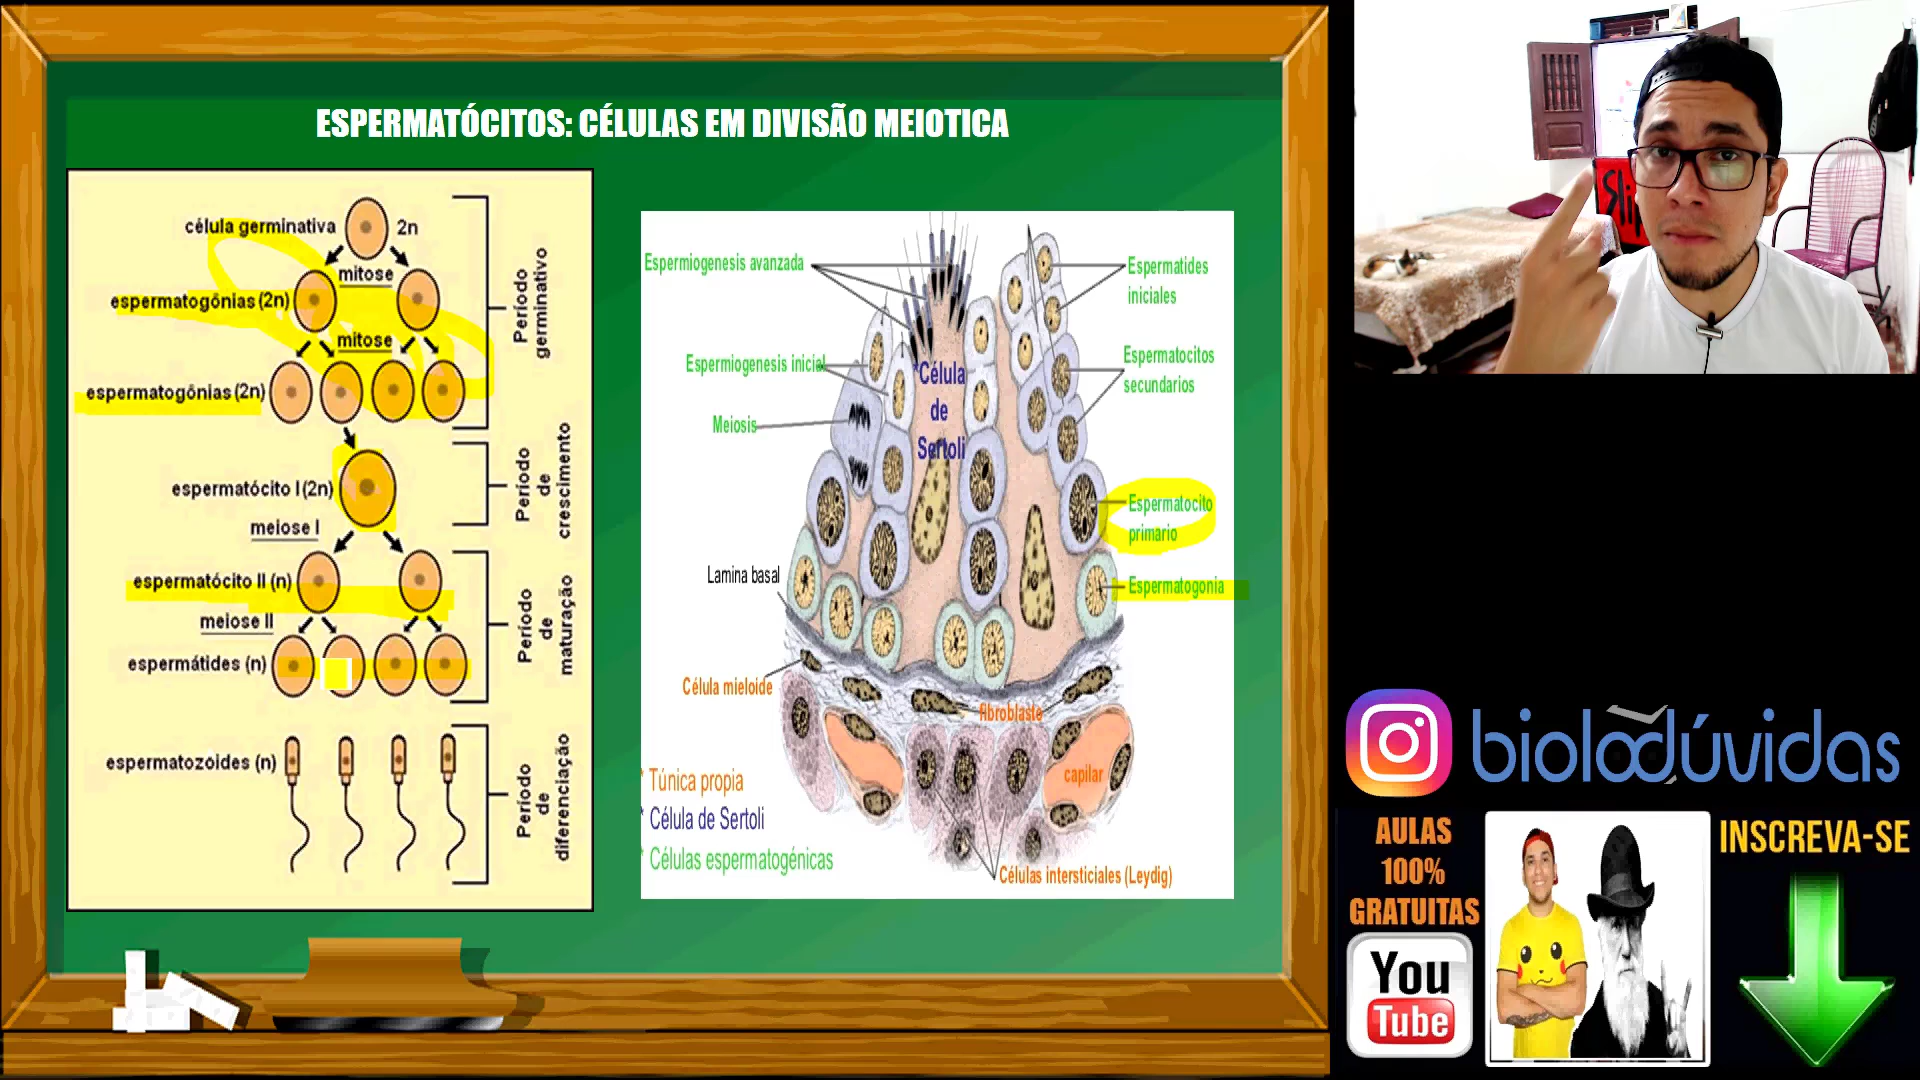 ESPERMATÓCITOS: CÉLULAS EM DIVISÃO MEIOTICA
célula germinativa
2n
mitose
espermatogônias (2n)
mitose
espermatogônias (2n)
espermatócito I (2n)
meiose I
espermatócito II (n)
meiose II
espermátides (n)
espermatozóides (n)
Período
germinativo
Período
de
crescimento
Período
de
maturação
Período
de
diferenciação
Espermiogenesis avanzada
Espermiogenesis inicial
Meiosis
Lamina basal
Célula mieloide
*Célula
de
Sertoli
Espermatides
iniciales
Espermatocitos
secundarios
Espermatocito
primario
Espermatogonia
fibroblasto
capilar
Células intersticiales (Leydig)
* Túnica propia
* Célula de Sertoli
* Células espermatogénicas
biolodúvidas
AULAS
100%
GRATUITAS
You
Tube
INSCREVA-SE